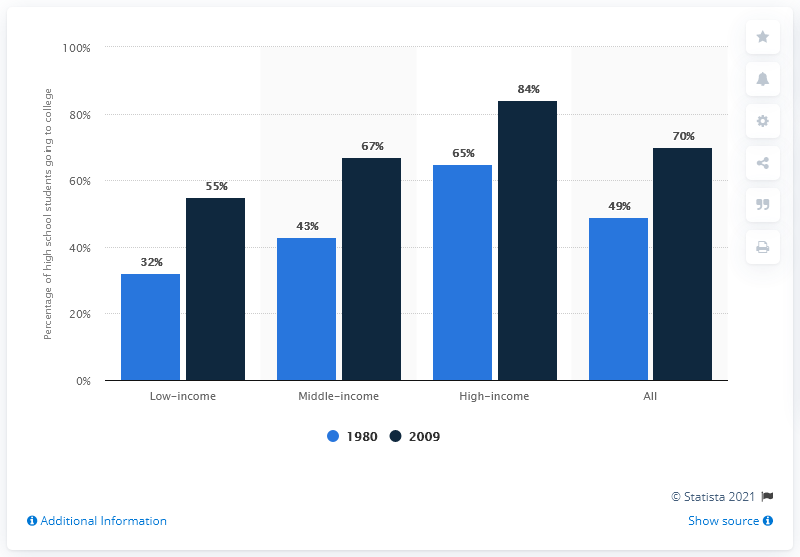 Percentage of high school students going to college
100%
80%
60%
40%
20%
0%
32%
55%
43%
67%
65%
84%
49%
70%
Low-income
Middle-income
High-income
All
1980
2009
© Statista 2021
Additional Information
Show source